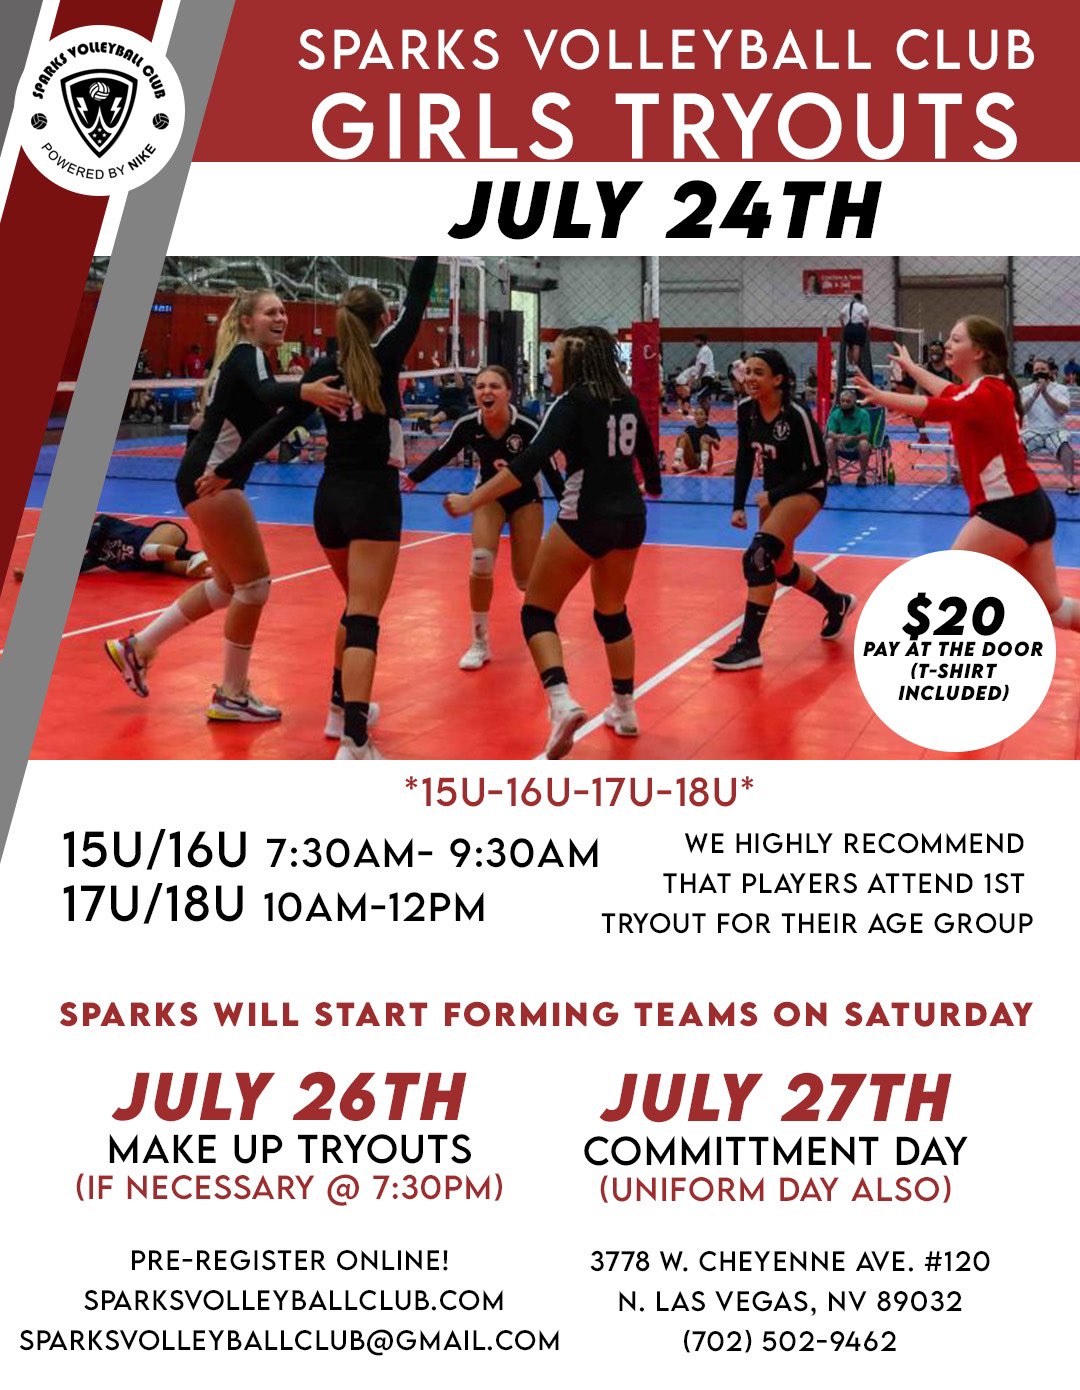 SPARKS VOLLEYBALL CLUB
POWERED BY NIKE
SPARKS VOLLEYBALL CLUB
GIRLS TRYOUTS
JULY 24TH
18
$20
PAY AT THE DOOR
(T-SHIRT
INCLUDED)
*15U-16U-17U-18U*
15U/16U 7:30AM- 9:30AM
17U/18U 10AM-12PM
WE HIGHLY RECOMMEND
THAT PLAYERS ATTEND 1ST
TRYOUT FOR THEIR AGE GROUP
SPARKS WILL START FORMING TEAMS ON SATURDAY
JULY 26TH
MAKE UP TRYOUTS
(IF NECESSARY @ 7:30PM)
JULY 27TH
COMMITTMENT DAY
(UNIFORM DAY ALSO)
PRE-REGISTER ONLINE!
SPARKSVOLLEYBALLCLUB.COM
SPARKSVOLLEYBALLCLUB@GMAIL.COM
3778 W. CHEYENNE AVE. #120
N. LAS VEGAS, NV 89032
(702) 502-9462